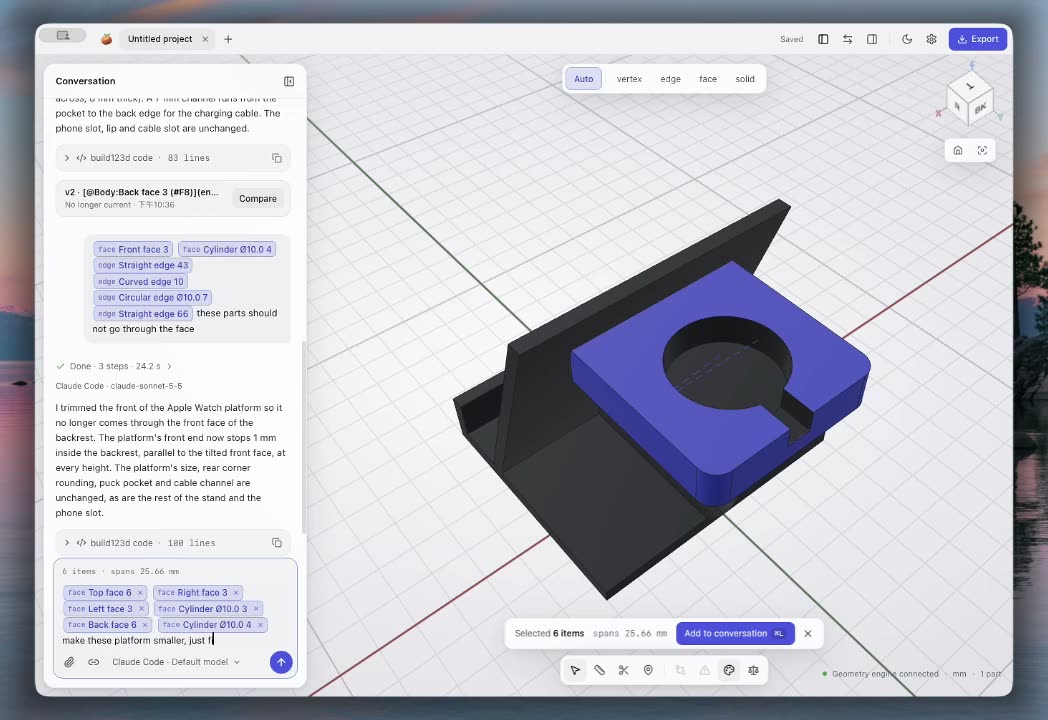 Untitled project
Saved
Export
Conversation
Auto
vertex
edge
face
solid
pocket to the back edge for the charging cable. The
phone slot, lip and cable slot are unchanged.
build123d code · 83 lines
v2 · [@Body:Back face 3 (#F8)](en...
No longer current · 下午10:36
Compare
face Front face 3 face Cylinder Ø10.0 4
edge Straight edge 43
edge Curved edge 10
edge Circular edge Ø10.0 7
edge Straight edge 66 these parts should
not go through the face
Done · 3 steps · 24.2 s
Claude Code · claude-sonnet-5-5
I trimmed the front of the Apple Watch platform so it
no longer comes through the front face of the
backrest. The platform's front end now stops 1 mm
inside the backrest, parallel to the tilted front face, at
every height. The platform's size, rear corner
rounding, puck pocket and cable channel are
unchanged, as are the rest of the stand and the
phone slot.
build123d code · 100 lines
6 items · spans 25.66 mm
face Top face 6 × face Right face 3 ×
face Left face 3 × face Cylinder Ø10.0 3 ×
face Back face 6 × face Cylinder Ø10.0 4 ×
make these platform smaller, just fi
Claude Code · Default model
Selected 6 items spans 25.66 mm
Add to conversation
Geometry engine connected · mm · 1 part
X
Y
Z
BK